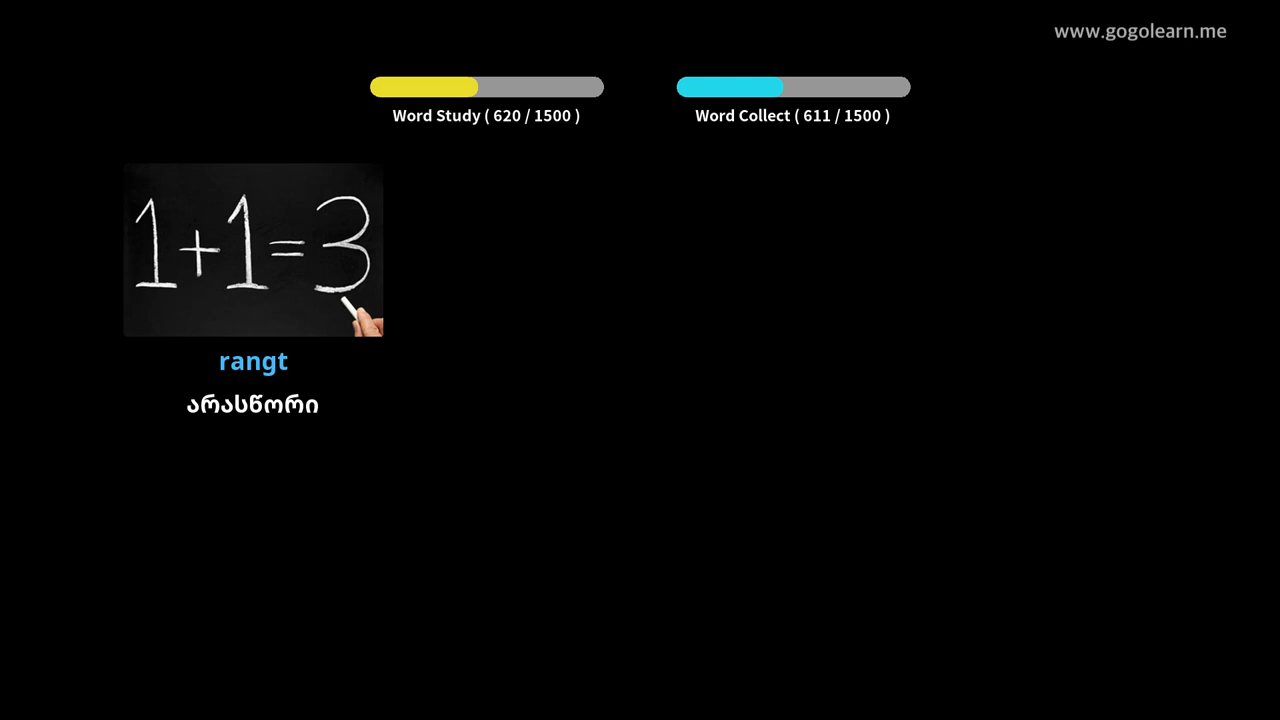 www.gogolearn.me
Word Study ( 620 / 1500 )
Word Collect ( 611 / 1500 )
1+1=3
rangt
არასწორი